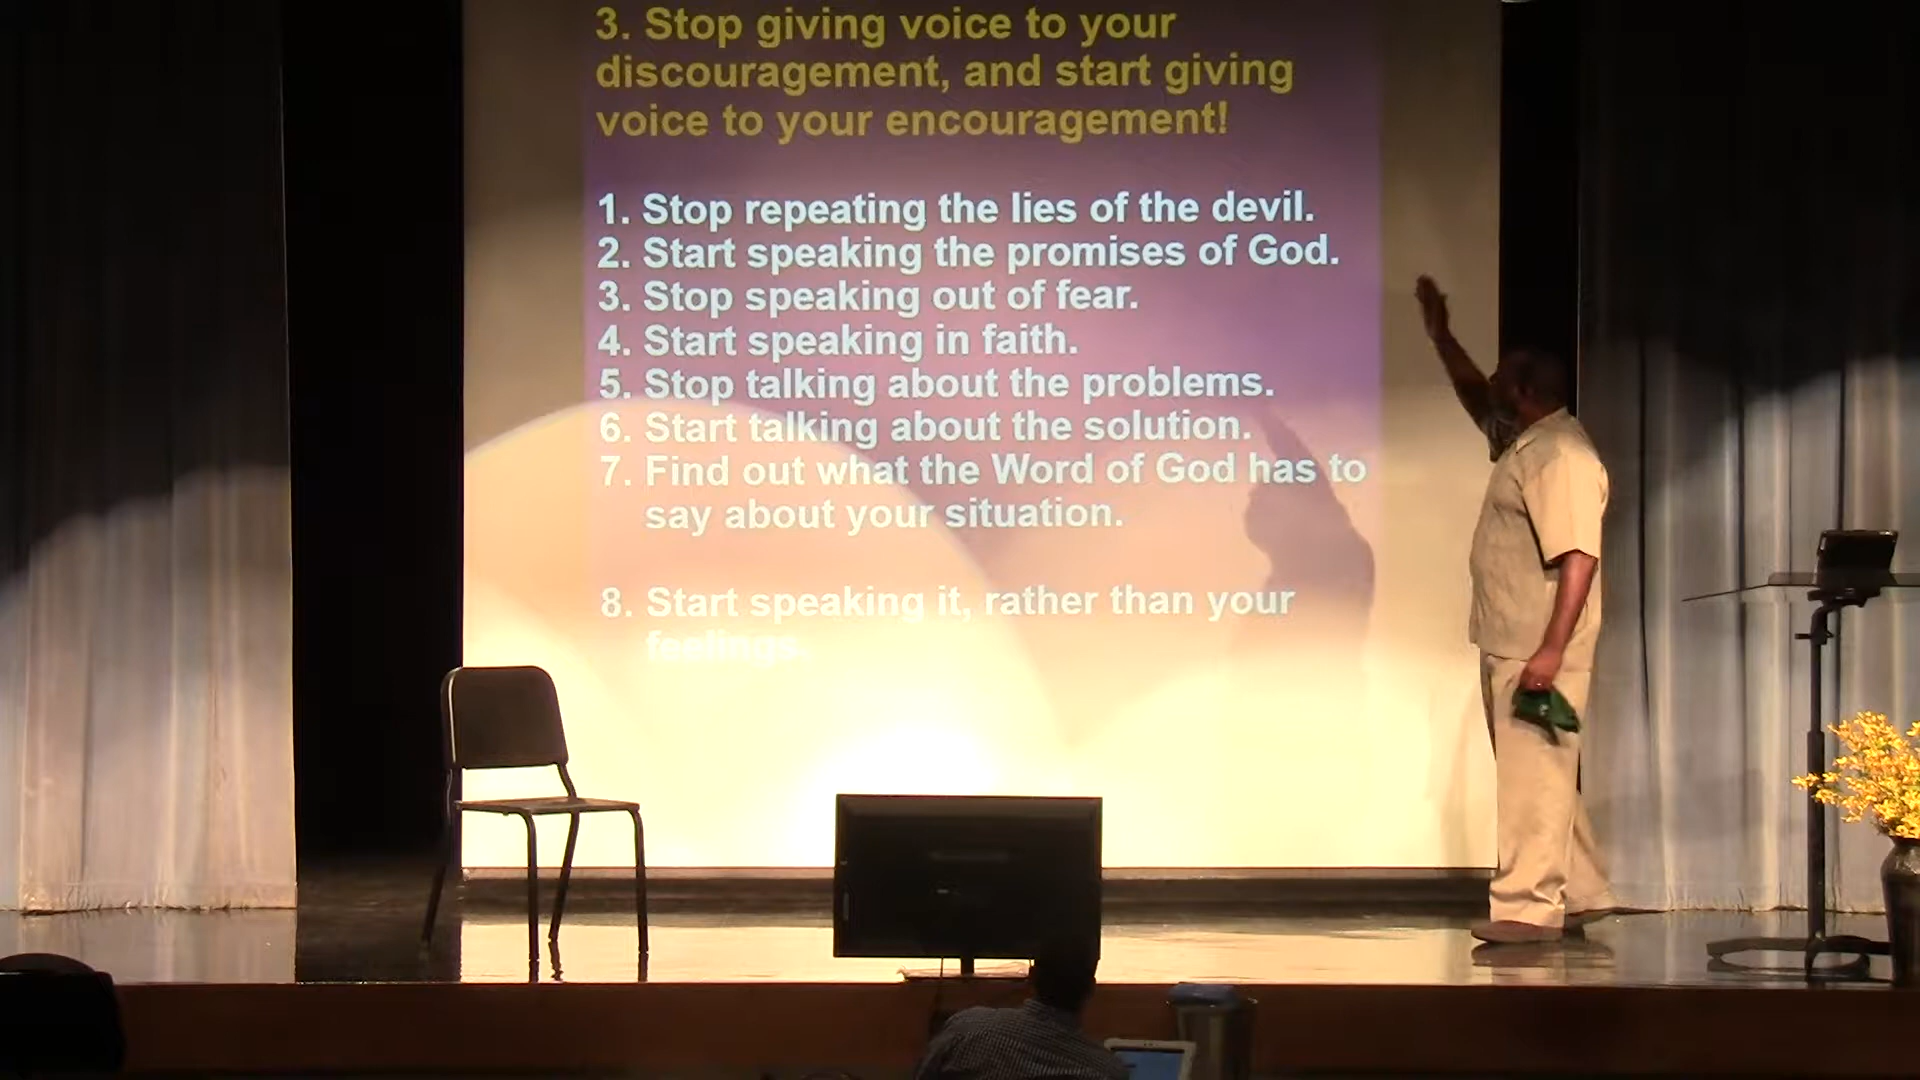 3. Stop giving voice to your
discouragement, and start giving
voice to your encouragement!
1. Stop repeating the lies of the devil.
2. Start speaking the promises of God.
3. Stop speaking out of fear.
4. Start speaking in faith.
5. Stop talking about the problems.
6. Start talking about the solution.
7. Find out what the Word of God has to
say about your situation.
8. Start speaking it, rather than your
feelings.